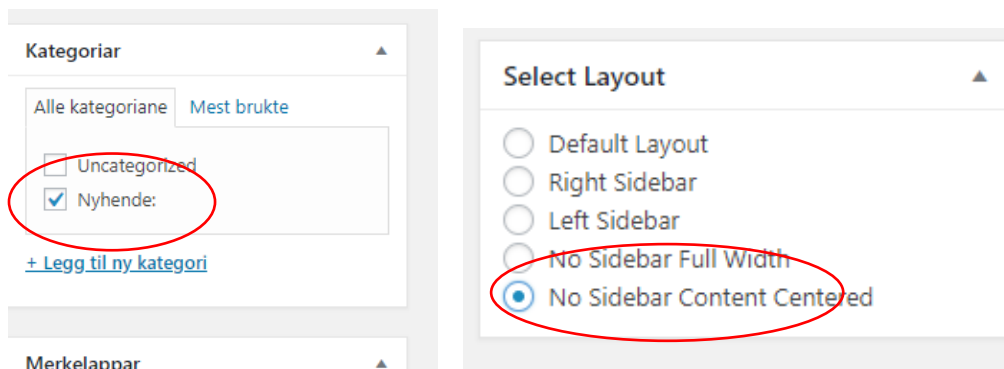 Kategoriar
Alle kategoriane Mest brukte
Uncategorized
Nyhende:
+ Legg til ny kategori
Merkelappar
Select Layout
Default Layout
Right Sidebar
Left Sidebar
No Sidebar Full Width
No Sidebar Content Centered